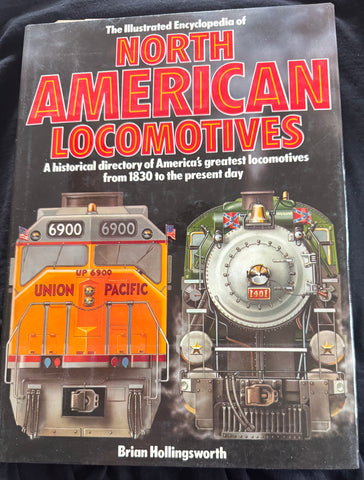 The Illustrated Encyclopedia of
NORTH
AMERICAN
LOCOMOTIVES
A historical directory of America's greatest locomotives
from 1830 to the present day
6900 6900
UP 6900
UNION PACIFIC
1401
Brian Hollingsworth